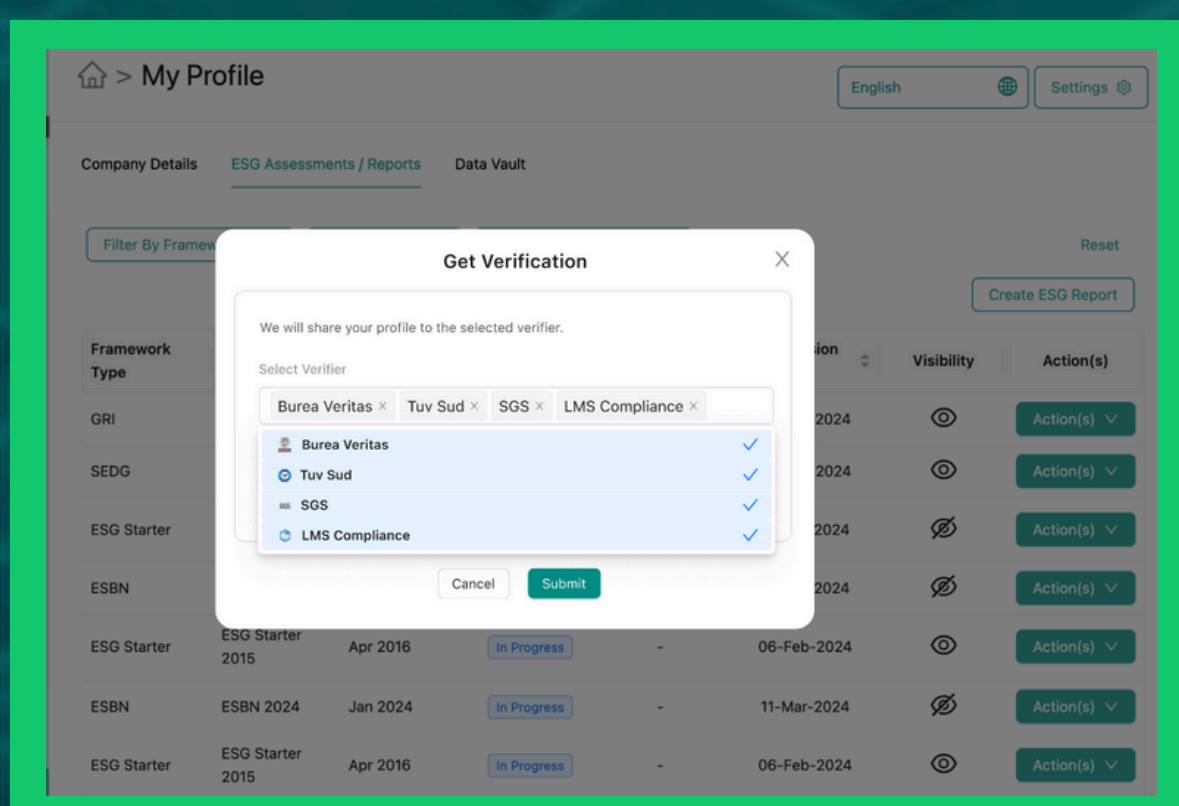 > My Profile
English
Settings
Company Details ESG Assessments / Reports Data Vault
Filter By
Reset
Get Verification
Create ESG Report
We will share your profile to the selected verifier.
Select Verifier
Burea Veritas × Tuv Sud × SGS × LMS Compliance ×
Burea Veritas
Tuv Sud
SGS
LMS Compliance
Cancel Submit
Framework
Type
Visibility Action(s)
GRI 2024 Action(s)
SEDG 2024 Action(s)
ESG Starter 2024 Action(s)
ESBN 2024 Action(s)
ESG Starter ESG Starter
2015 Apr 2016 In Progress - 06-Feb-2024 Action(s)
ESBN ESBN 2024 Jan 2024 In Progress - 11-Mar-2024 Action(s)
ESG Starter ESG Starter
2015 Apr 2016 In Progress - 06-Feb-2024 Action(s)